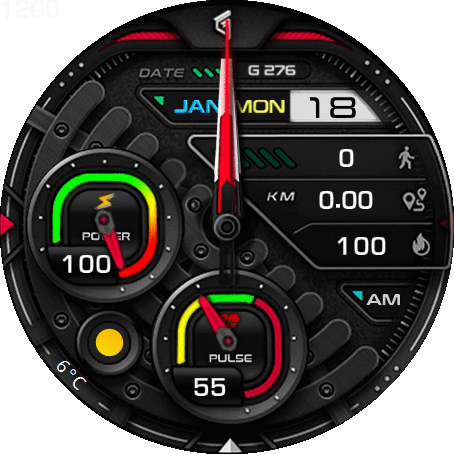 1200
DATE G 276
JAN MON 18
0
KM 0.00
100
POWER
100
AM
PULSE
55
6°C